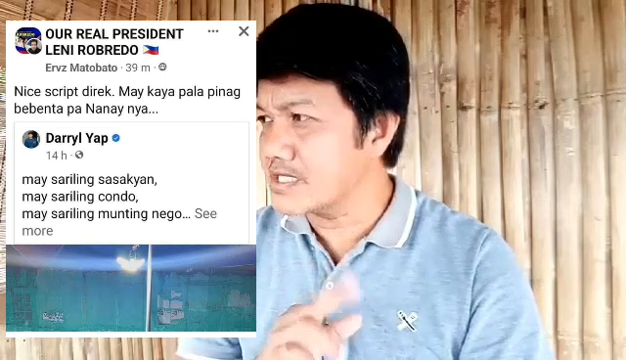 OUR REAL PRESIDENT
LENI ROBREDO
Ervz Matobato · 39 m ·
Nice script direk. May kaya pala pinag
bebenta pa Nanay nya...
Darryl Yap
14 h ·
may sariling sasakyan,
may sariling condo,
may sariling munting nego... See
more